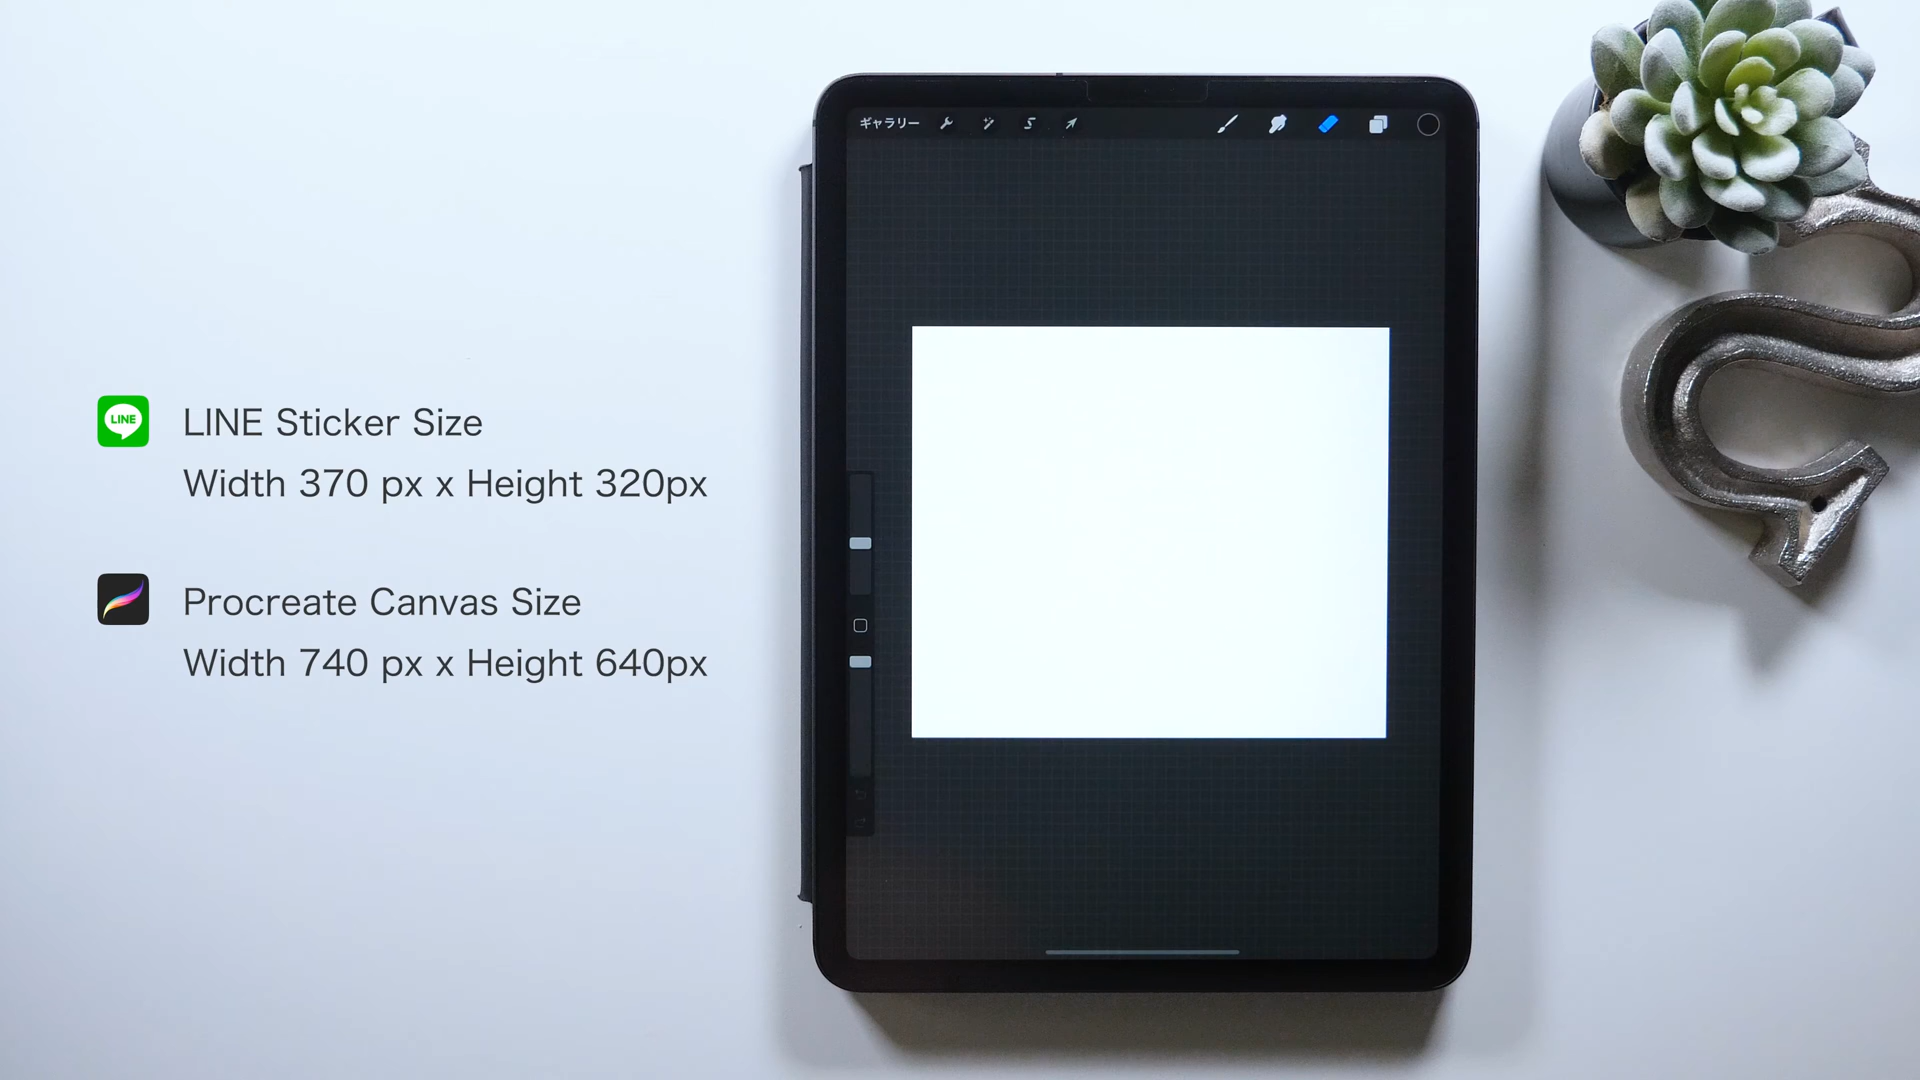 LINE
LINE Sticker Size
Width 370 px x Height 320px
Procreate Canvas Size
Width 740 px x Height 640px
ギャラリー